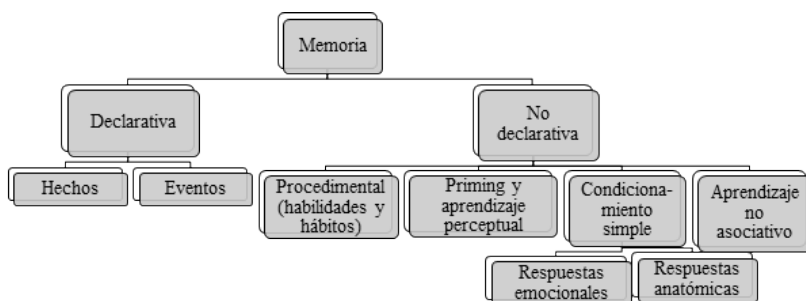 Memoria
Declarativa
No
declarativa
Hechos
Eventos
Procedimental
(habilidades y
hábitos)
Priming y
aprendizaje
perceptual
Condiciona-
miento
simple
Aprendizaje
no
asociativo
Respuestas
emocionales
Respuestas
anatómicas